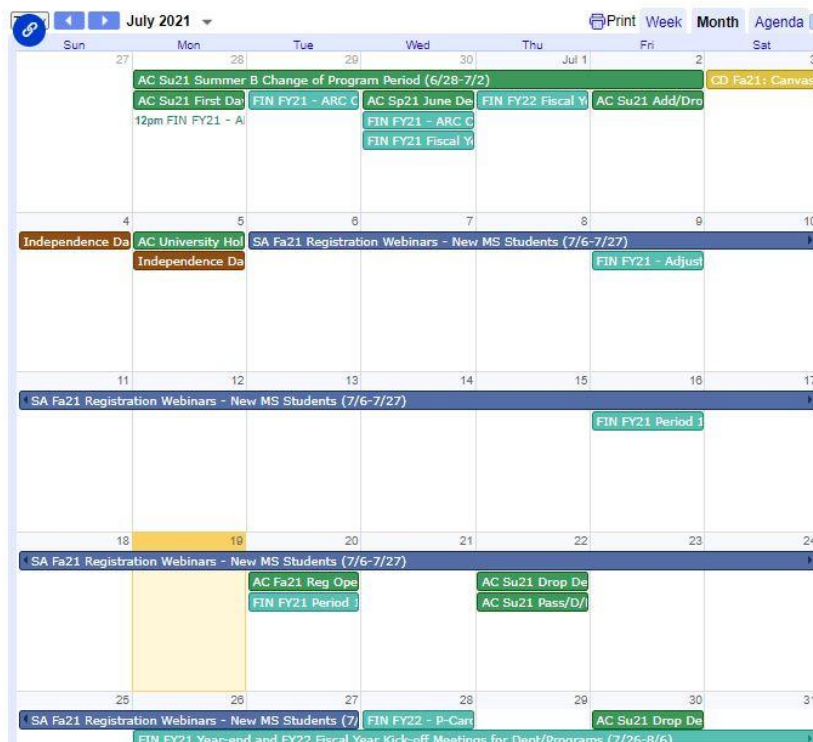 July 2021
Print Week Month Agenda
Sun Mon Tue Wed Thu Fri Sat
27 28 29 30 Jul 1 2 3
AC Su21 Summer B Change of Program Period (6/28-7/2) CD Fa21: Canvas
AC Su21 First Da FIN FY21 - ARC C AC Sp21 June De FIN FY22 Fiscal Y AC Su21 Add/Dro
12pm FIN FY21 - A FIN FY21 - ARC C
FIN FY21 Fiscal Y
4 5 6 7 8 9 10
Independence Da AC University Hol SA Fa21 Registration Webinars - New MS Students (7/6-7/27)
Independence Da FIN FY21 - Adjust
11 12 13 14 15 16 17
SA Fa21 Registration Webinars - New MS Students (7/6-7/27)
FIN FY21 Period 1
18 19 20 21 22 23 24
SA Fa21 Registration Webinars - New MS Students (7/6-7/27)
AC Fa21 Reg Ope AC Su21 Drop De
FIN FY21 Period 1 AC Su21 Pass/D/
25 26 27 28 29 30 31
SA Fa21 Registration Webinars - New MS Students (7/ FIN FY22 - P-Car AC Su21 Drop De
FIN FY21 Year-end and FY22 Fiscal Year Kick-off Meetings for Dept/Programs (7/26-8/6)